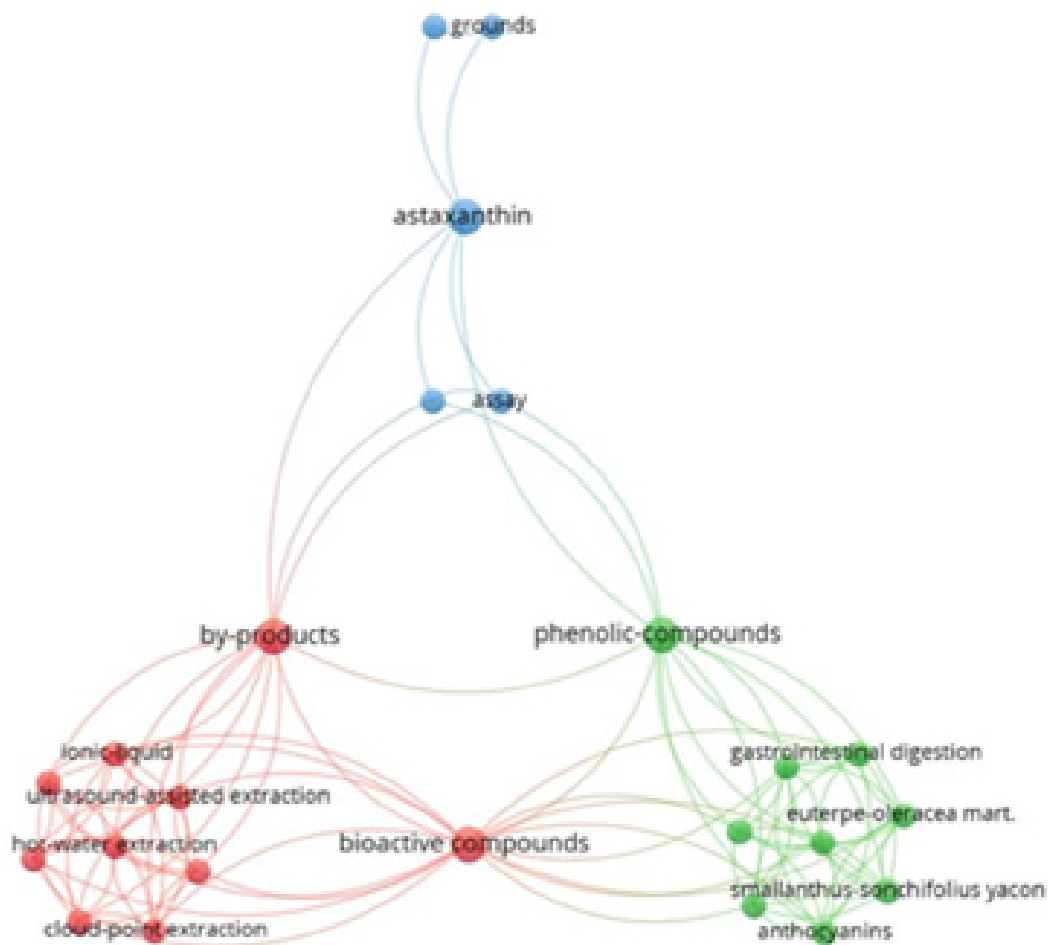 grounds
astaxanthin
assay
by-products
phenolic-compounds
ionic liquid
gastrointestinal digestion
ultrasound-assisted extraction
euterpe-oleracea mart.
hot-water extraction
bioactive compounds
smallanthus-sonchifolius yacon
cloud-point extraction
anthocyanins